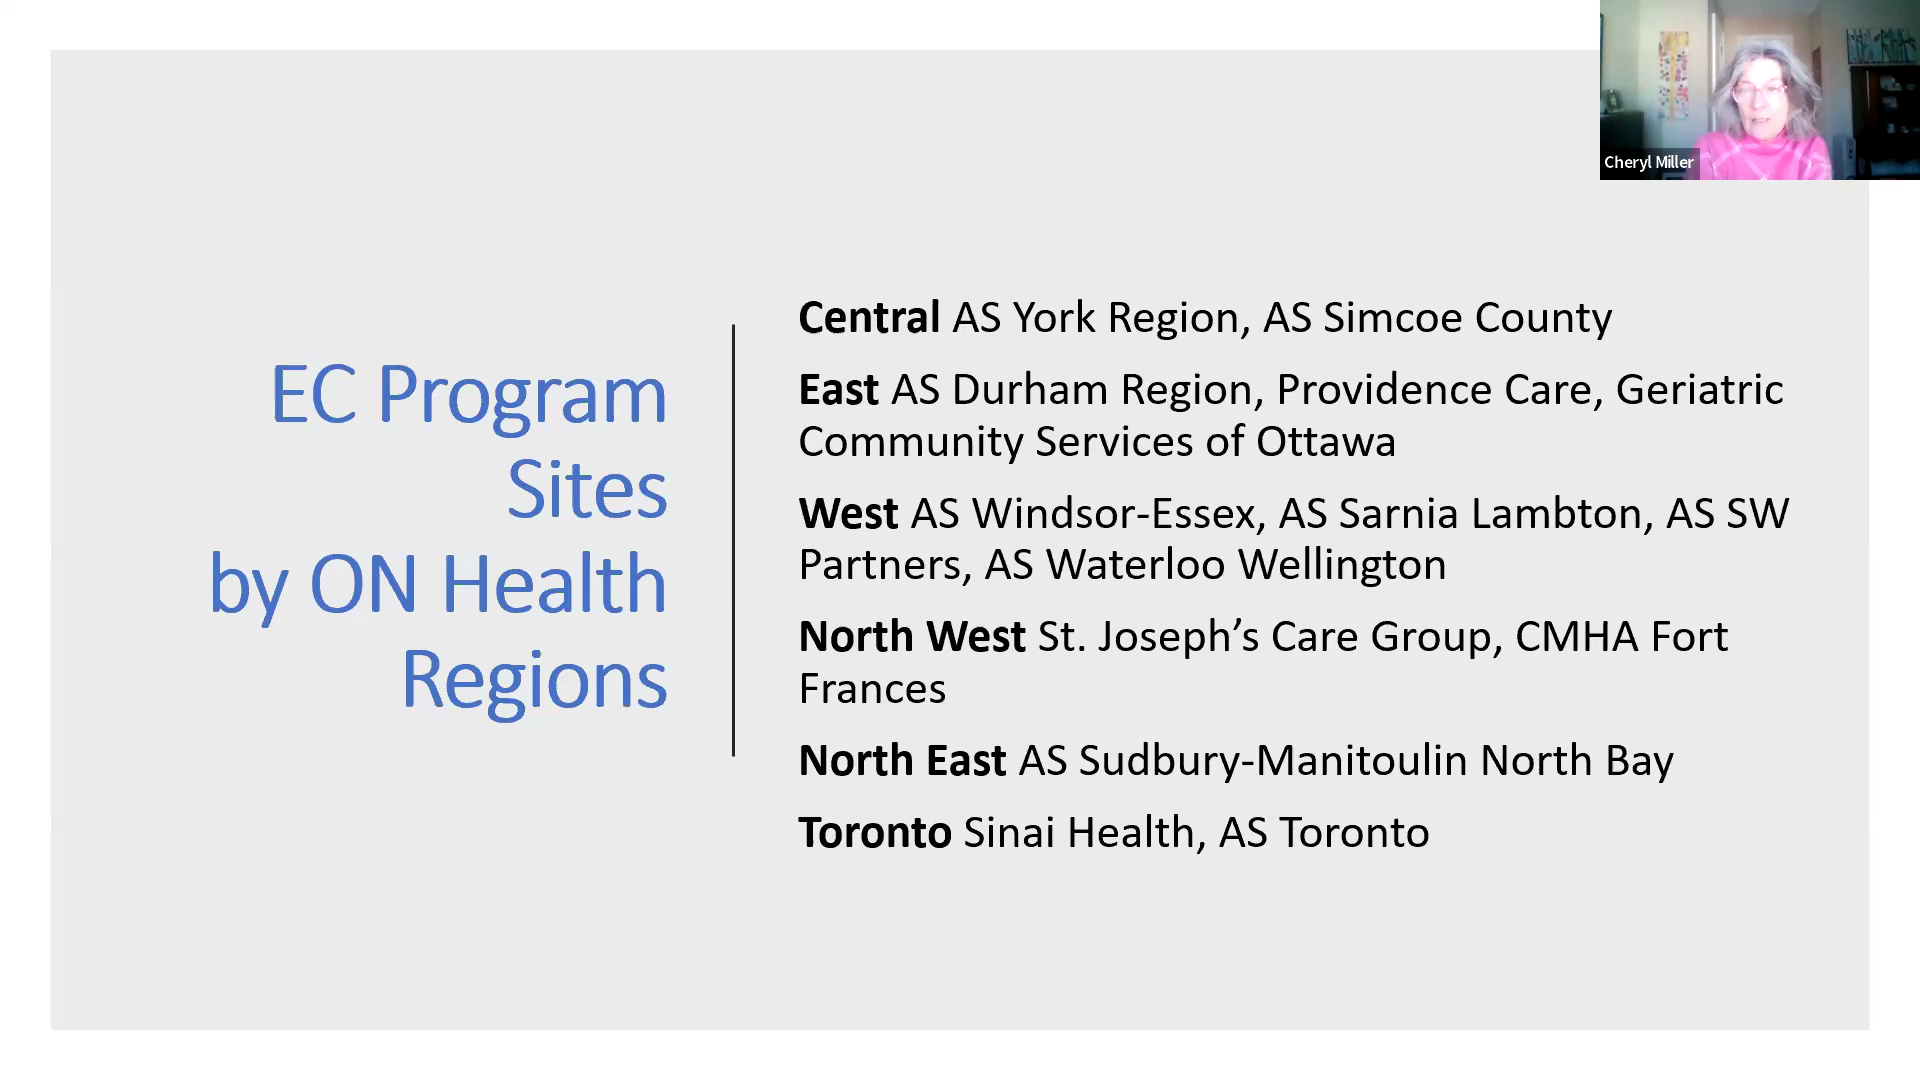 Cheryl Miller
EC Program
Sites
by ON Health
Regions
Central AS York Region, AS Simcoe County
East AS Durham Region, Providence Care, Geriatric
Community Services of Ottawa
West AS Windsor-Essex, AS Sarnia Lambton, AS SW
Partners, AS Waterloo Wellington
North West St. Joseph’s Care Group, CMHA Fort
Frances
North East AS Sudbury-Manitoulin North Bay
Toronto Sinai Health, AS Toronto